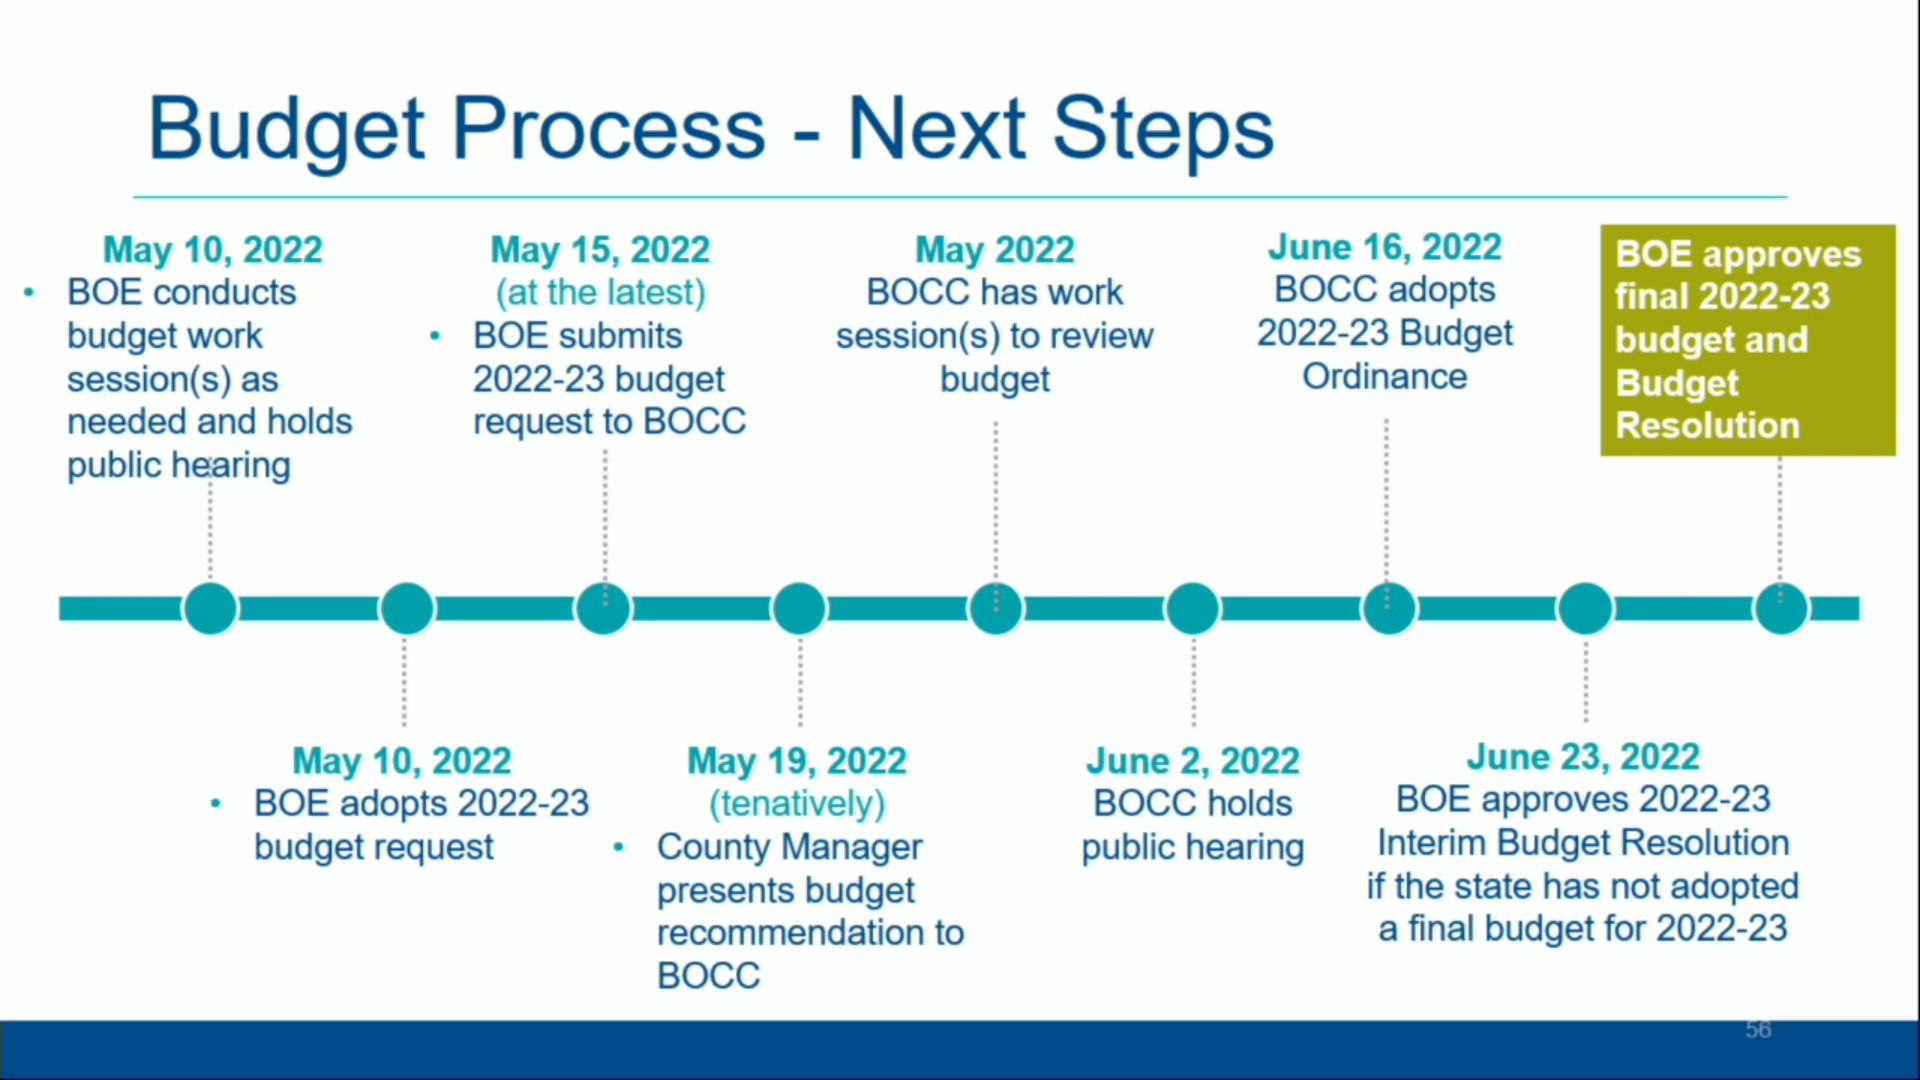 Budget Process - Next Steps
May 10, 2022
• BOE conducts
budget work
session(s) as
needed and holds
public hearing
May 15, 2022
(at the latest)
• BOE submits
2022-23 budget
request to BOCC
May 2022
BOCC has work
session(s) to review
budget
June 16, 2022
BOCC adopts
2022-23 Budget
Ordinance
BOE approves
final 2022-23
budget and
Budget
Resolution
May 10, 2022
• BOE adopts 2022-23
budget request
May 19, 2022
(tenatively)
• County Manager
presents budget
recommendation to
BOCC
June 2, 2022
BOCC holds
public hearing
June 23, 2022
BOE approves 2022-23
Interim Budget Resolution
if the state has not adopted
a final budget for 2022-23
56